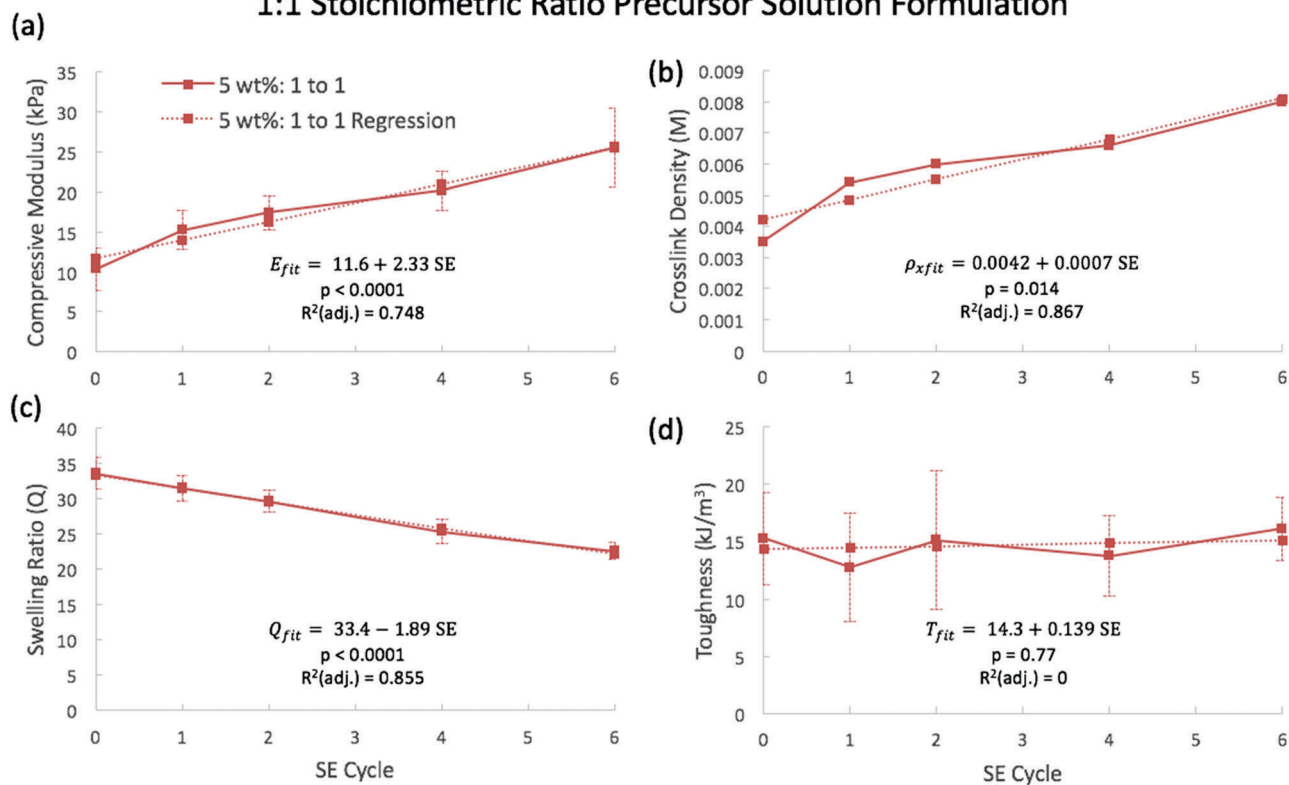 1:1 Stoichiometric Ratio Precursor Solution Formulation
(a)
Compressive Modulus (kPa)
35
30
25
20
15
10
5
0
0 1 2 3 4 5 6
5 wt%: 1 to 1
5 wt%: 1 to 1 Regression
E_fit = 11.6 + 2.33 SE
p < 0.0001
R²(adj.) = 0.748
(b)
Crosslink Density (M)
0.009
0.008
0.007
0.006
0.005
0.004
0.003
0.002
0.001
0
0 1 2 3 4 5 6
ρ_xfit = 0.0042 + 0.0007 SE
p = 0.014
R²(adj.) = 0.867
(c)
Swelling Ratio (Q)
40
35
30
25
20
15
10
5
0
0 1 2 3 4 5 6
SE Cycle
Q_fit = 33.4 − 1.89 SE
p < 0.0001
R²(adj.) = 0.855
(d)
Toughness (kJ/m³)
25
20
15
10
5
0
0 1 2 3 4 5 6
SE Cycle
T_fit = 14.3 + 0.139 SE
p = 0.77
R²(adj.) = 0